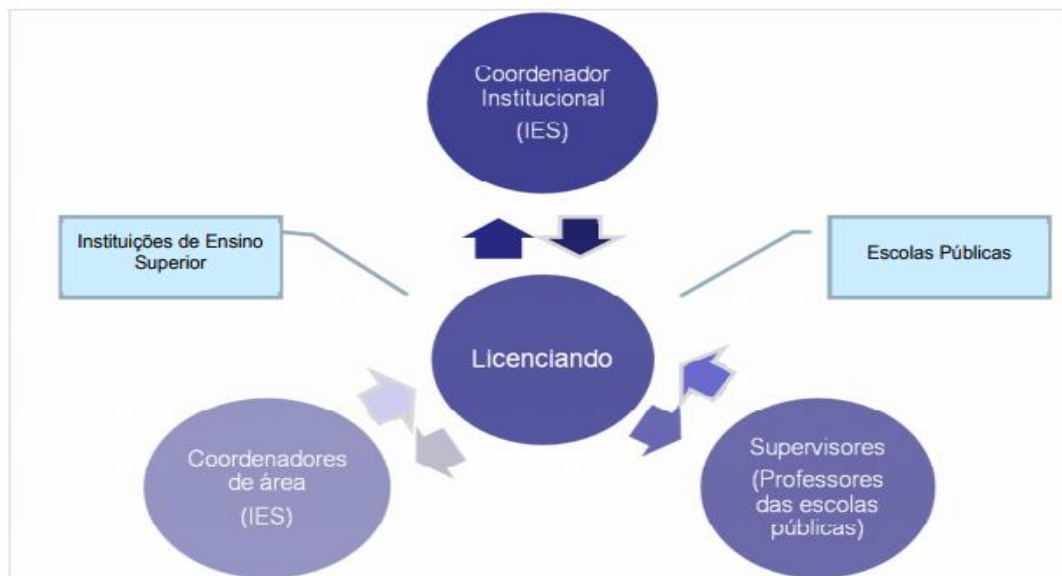 Coordenador
Institucional
(IES)
Instituições de Ensino
Superior
Escolas Públicas
Licenciando
Coordenadores
de área
(IES)
Supervisores
(Professores
das escolas
públicas)